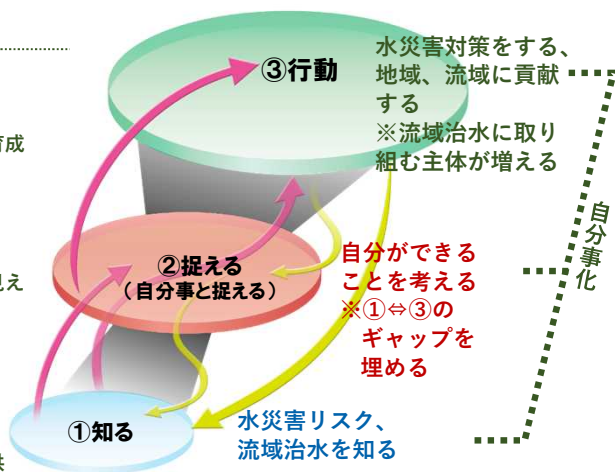 ③行動
水災害対策をする、
地域、流域に貢献
する
※流域治水に取り
組む主体が増える
育成
②捉える
(自分事と捉える)
自分ができる
ことを考える
※①⇔③の
ギャップを
埋める
自分事化
見え
①知る
水災害リスク、
流域治水を知る